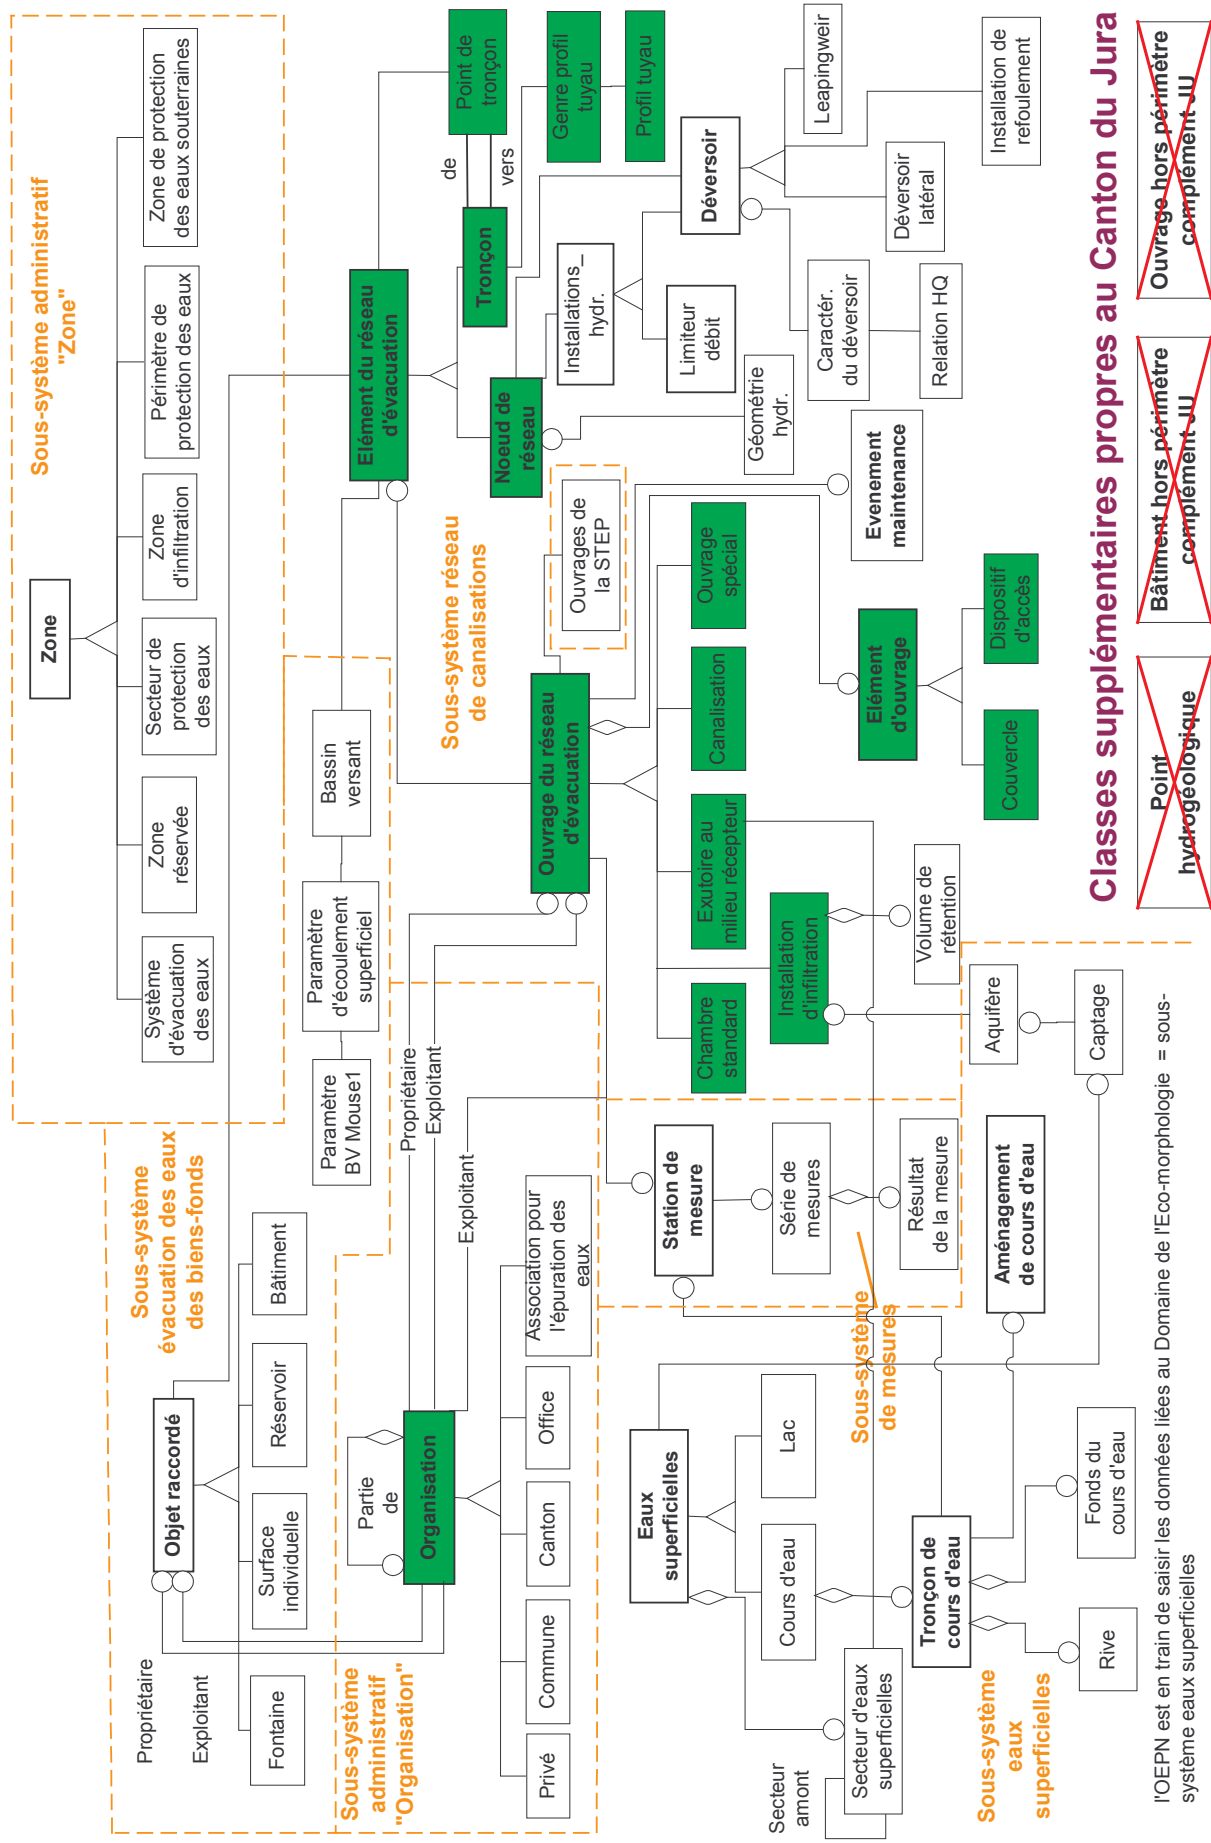 Sous-système administratif
"Zone"
Zone
Système
d'évacuation
des eaux
Zone
réservée
Secteur de
protection
des eaux
Zone
d'infiltration
Périmètre de
protection des eaux
Zone de protection
des eaux souterraines
Sous-système
évacuation des eaux
des biens-fonds
Propriétaire
Exploitant
Objet raccordé
Fontaine
Surface
individuelle
Réservoir
Bâtiment
Paramètre
BV Mouse1
Paramètre
d'écoulement
superficiel
Bassin
versant
Sous-système
administratif
"Organisation"
Partie
de
Organisation
Propriétaire
Exploitant
Exploitant
Privé
Commune
Canton
Office
Association pour
l'épuration des
eaux
Sous-système réseau
de canalisations
Elément du réseau
d'évacuation
Point de
tronçon
de
vers
Tronçon
Genre profil
tuyau
Profil tuyau
Noeud de
réseau
Installations_
hydr.
Limiteur
débit
Déversoir
Géométrie
hydr.
Caractér.
du déversoir
Relation HQ
Leapingweir
Déversoir
latéral
Installation de
refoulement
Ouvrages de
la STEP
Ouvrage du réseau
d'évacuation
Chambre
standard
Exutoire au
milieu récepteur
Canalisation
Ouvrage
spécial
Installation
d'infiltration
Volume de
rétention
Evenement
maintenance
Elément
d'ouvrage
Couvercle
Dispositif
d'accès
Station de
mesure
Série de
mesures
Résultat
de la mesure
Sous-système
de mesures
Aquifère
Captage
Eaux
superficielles
Cours d'eau
Lac
Secteur
amont
Secteur d'eaux
superficielles
Tronçon de
cours d'eau
Aménagement
de cours d'eau
Rive
Fonds du
cours d'eau
Sous-système
eaux
superficielles
Classes supplémentaires propres au Canton du Jura
Point
hydrogéologique
Bâtiment hors périmétre
complément JU
Ouvrage hors périmétre
complément JU
l'OEPN est en train de saisir les données liées au Domaine de l'Eco-morphologie = sous-
système eaux superficielles